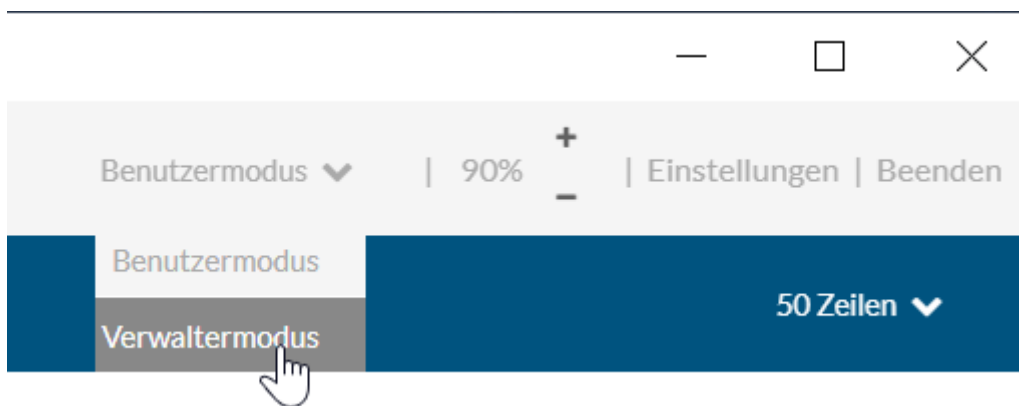 Benutzermodus | 90% + − | Einstellungen | Beenden
Benutzermodus
50 Zeilen
Verwaltermodus